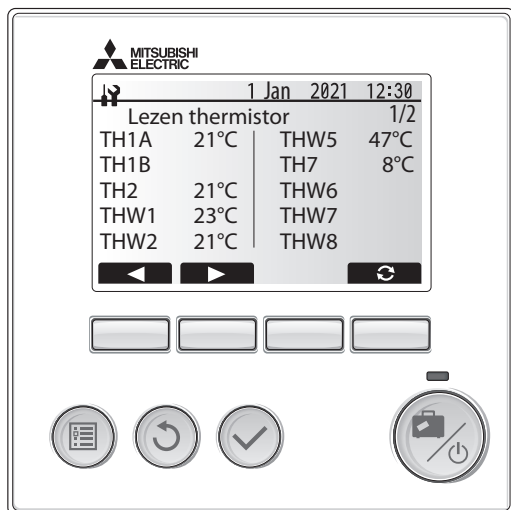 MITSUBISHI
ELECTRIC
1 Jan 2021 12:30
Lezen thermistor 1/2
TH1A 21°C THW5 47°C
TH1B TH7 8°C
TH2 21°C THW6
THW1 23°C THW7
THW2 21°C THW8